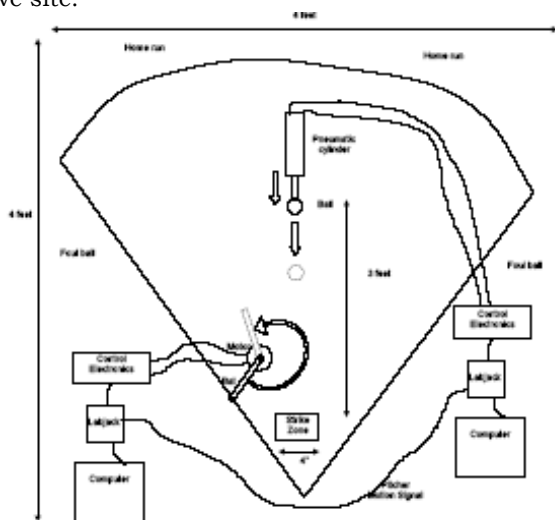 ve site.
4 feet
Home run
Home run
Pneumatic
cylinder
Ball
4 feet
Foul ball
3 feet
Foul ball
Control
Electronics
Motor
Control
Electronics
Bat
Labjack
Labjack
Strike
Zone
4"
Computer
Computer
Pitcher
Motion Signal